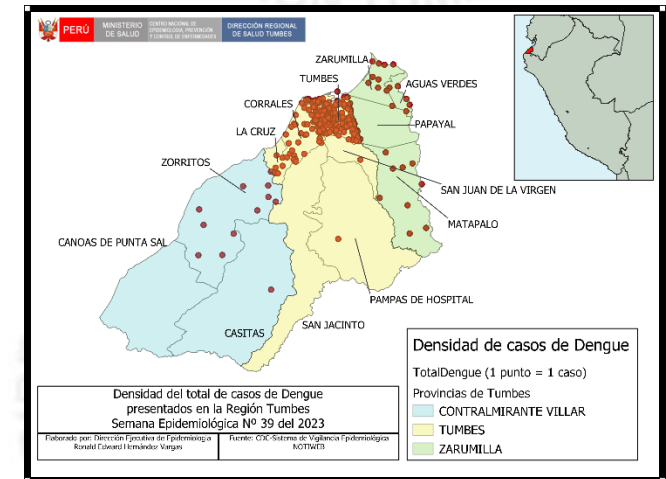 PERÚ
MINISTERIO
DE SALUD
CENTRO NACIONAL DE
EPIDEMIOLOGIA, PREVENCIÓN
Y CONTROL DE ENFERMEDADES
DIRECCIÓN REGIONAL
DE SALUD TUMBES
ZARUMILLA
TUMBES
AGUAS VERDES
CORRALES
PAPAYAL
LA CRUZ
ZORRITOS
SAN JUAN DE LA VIRGEN
MATAPALO
CANOAS DE PUNTA SAL
PAMPAS DE HOSPITAL
SAN JACINTO
CASITAS
Densidad de casos de Dengue
TotalDengue (1 punto = 1 caso)
Provincias de Tumbes
CONTRALMIRANTE VILLAR
TUMBES
ZARUMILLA
Densidad del total de casos de Dengue
presentados en la Región Tumbes
Semana Epidemiológica Nº 39 del 2023
Elaborado por: Dirección Ejecutiva de Epidemiologia
Ronald Edward Hernández Vargas
Fuente: CDC-Sistema de Vigilancia Epidemiológica
NOTIWEB